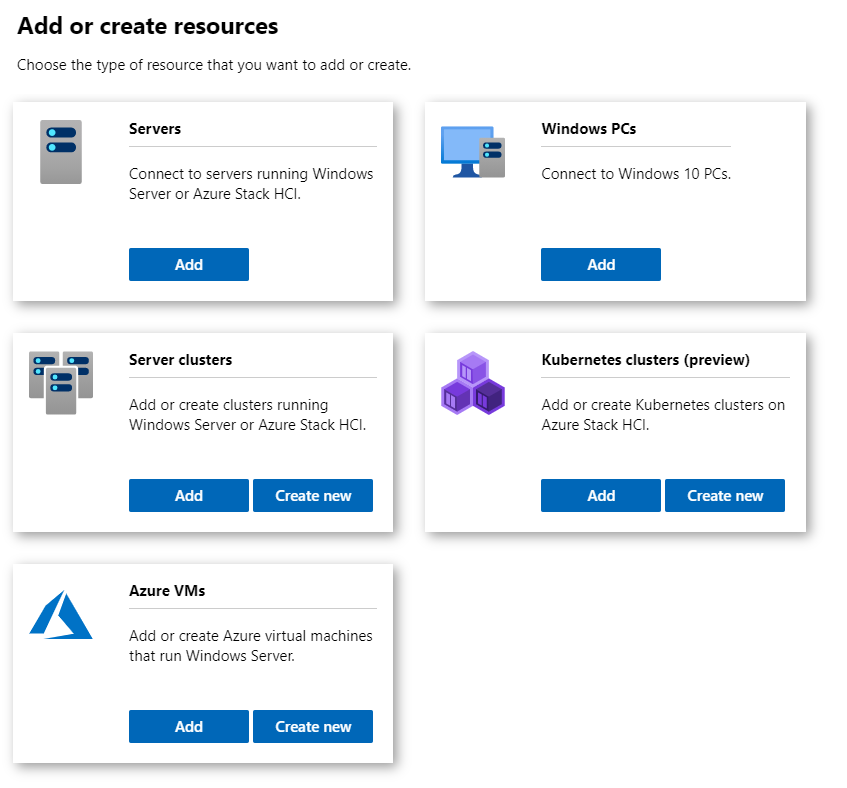 Add or create resources
Choose the type of resource that you want to add or create.
Servers
Connect to servers running Windows
Server or Azure Stack HCI.
Add
Windows PCs
Connect to Windows 10 PCs.
Add
Server clusters
Add or create clusters running
Windows Server or Azure Stack HCI.
Add
Create new
Kubernetes clusters (preview)
Add or create Kubernetes clusters on
Azure Stack HCI.
Add
Create new
Azure VMs
Add or create Azure virtual machines
that run Windows Server.
Add
Create new